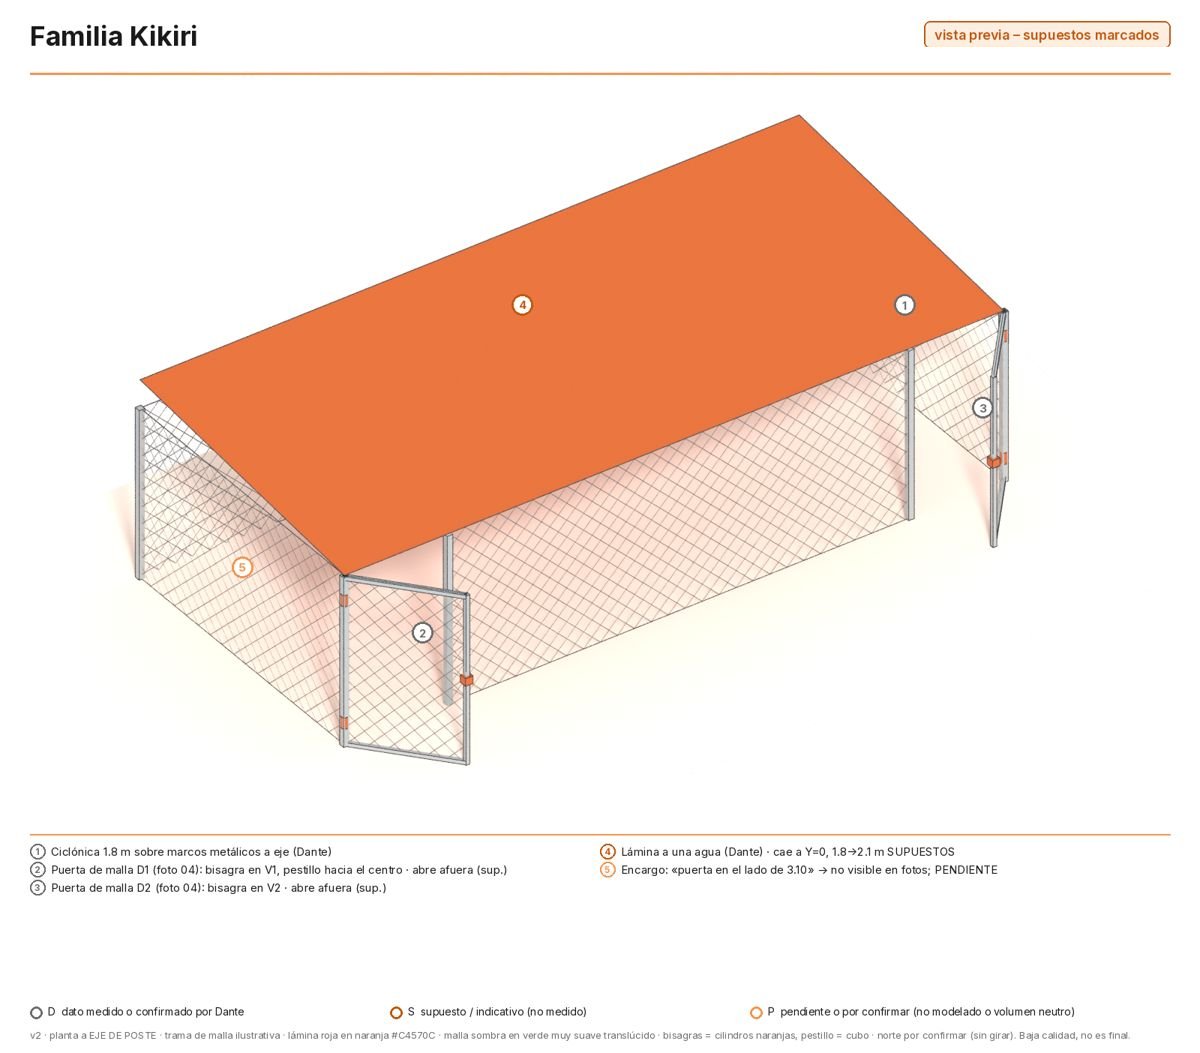 Familia Kikiri
vista previa – supuestos marcados
4
1
3
5
2
1 Ciclónica 1.8 m sobre marcos metálicos a eje (Dante)
2 Puerta de malla D1 (foto 04): bisagra en V1, pestillo hacia el centro · abre afuera (sup.)
3 Puerta de malla D2 (foto 04): bisagra en V2 · abre afuera (sup.)
4 Lámina a una agua (Dante) · cae a Y=0, 1.8→2.1 m SUPUESTOS
5 Encargo: «puerta en el lado de 3.10» → no visible en fotos; PENDIENTE
D dato medido o confirmado por Dante
S supuesto / indicativo (no medido)
P pendiente o por confirmar (no modelado o volumen neutro)
v2 · planta a EJE DE POSTE · trama de malla ilustrativa · lámina roja en naranja #C4570C · malla sombra en verde muy suave translúcido · bisagras = cilindros naranjas, pestillo = cubo · norte por confirmar (sin girar). Baja calidad, no es final.